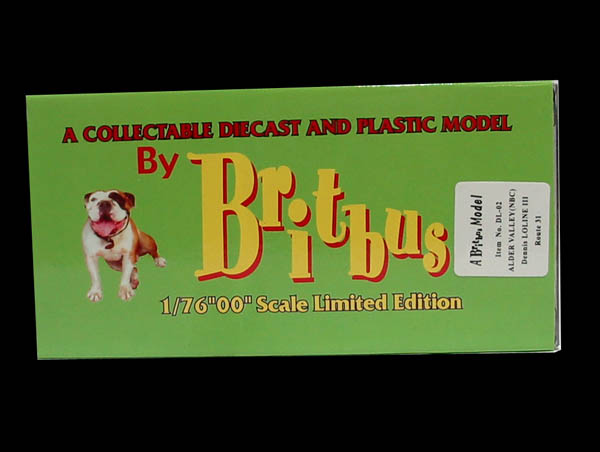 A COLLECTABLE DIECAST AND PLASTIC MODEL
By
Britbus
1/76"00" Scale Limited Edition
A Britbus Model
Item No. DL-02
ALDER VALLEY(NBC)
Dennis LOLINE III
Route 31